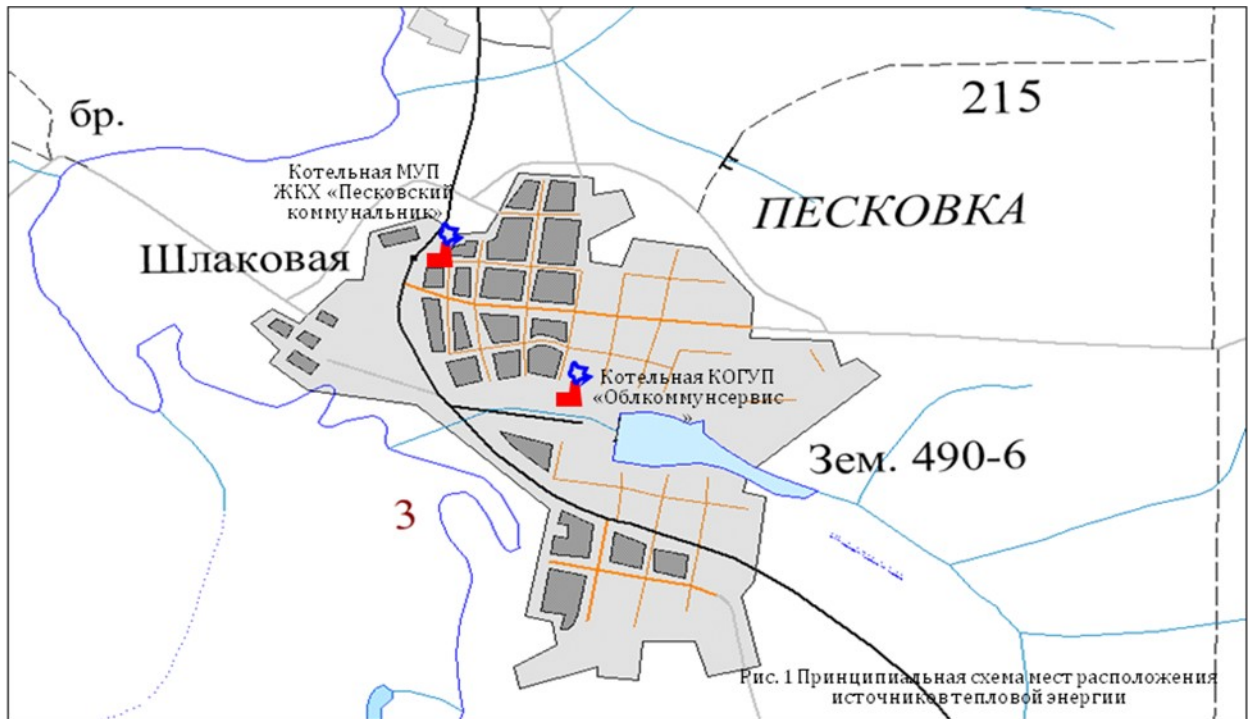 215
бр.
Котельная МУП
ЖКХ «Песковский
коммунальник»
ПЕСКОВКА
Шлаковая
Котельная КОГУП
«Облкоммунсервис
»
Зем. 490-6
3
Рис. 1 Принципиальная схема мест расположения
источников тепловой энергии